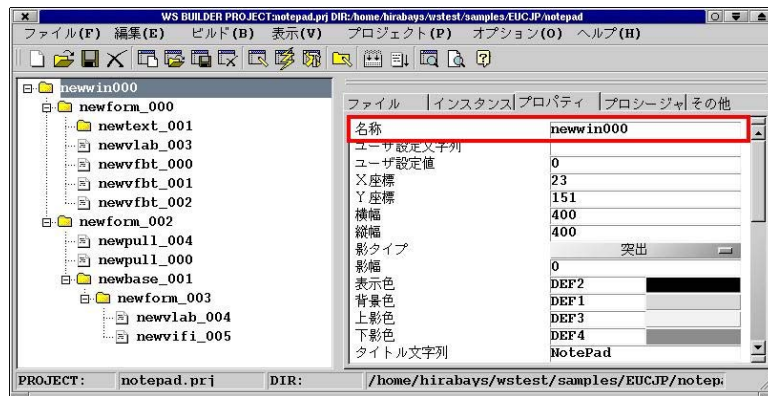 WS BUILDER PROJECT:notepad.prj DIR:/home/hirabays/wstest/samples/EUCJP/notepad
ファイル(F) 編集(E) ビルド(B) 表示(V) プロジェクト(P) オプション(O) ヘルプ(H)
newwin000
newform_000
newtext_001
newvlab_003
newvfbt_000
newvfbt_001
newvfbt_002
newform_002
newpull_004
newpull_000
newbase_001
newform_003
newvlab_004
newvifi_005
ファイル インスタンス プロパティ プロシージャ その他
名称 newwin000
ユーザ設定文字列
ユーザ設定値 0
X座標 23
Y座標 151
横幅 400
縦幅 400
影タイプ 突出
影幅 0
表示色 DEF2
背景色 DEF1
上影色 DEF3
下影色 DEF4
タイトル文字列 NotePad
PROJECT: notepad.prj DIR: /home/hirabays/wstest/samples/EUCJP/notep